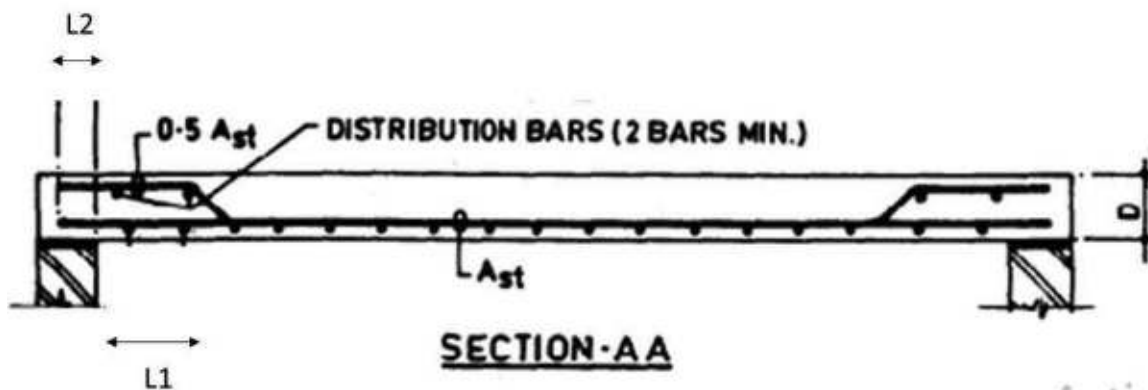 L2
0·5 Ast
DISTRIBUTION BARS (2 BARS MIN.)
D
Ast
L1
SECTION-AA